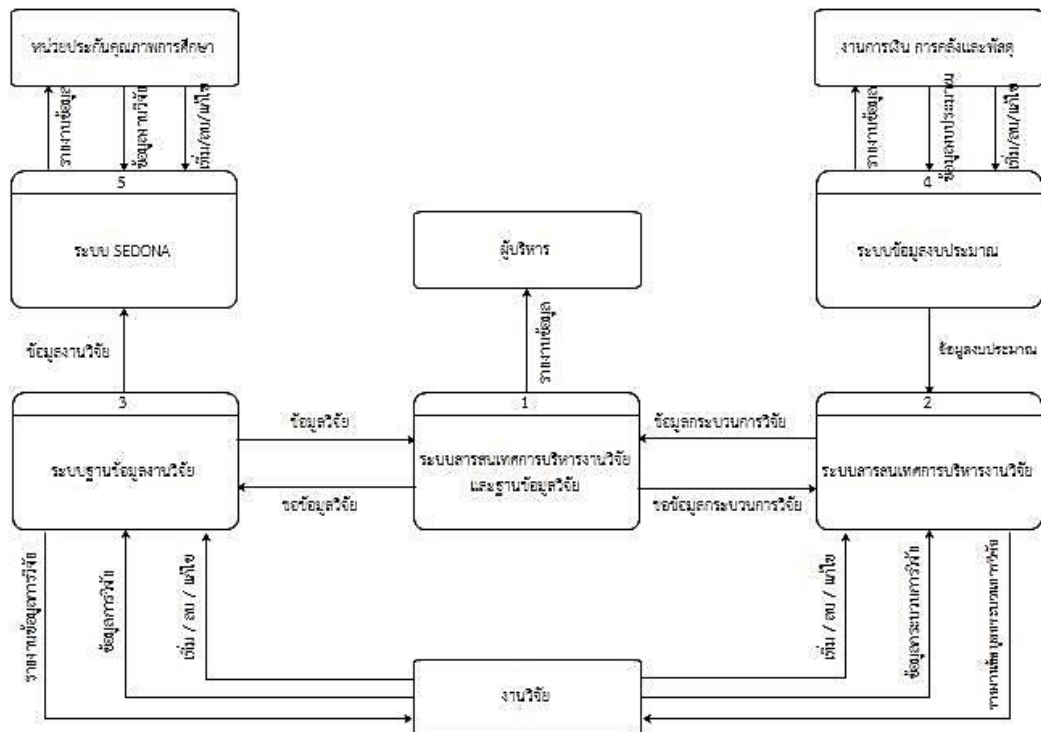 หน่วยประกันคุณภาพการศึกษา
งานการเงิน การคลังและพัสดุ
รายงานข้อมูล
ข้อมูลงานวิจัย
เพิ่ม/ลบ/แก้ไข
รายงานข้อมูล
ข้อมูลงบประมาณ
เพิ่ม/ลบ/แก้ไข
5
ระบบ SEDONA
4
ระบบข้อมูลงบประมาณ
ผู้บริหาร
รายงานข้อมูล
ข้อมูลงานวิจัย
ข้อมูลงบประมาณ
3
ระบบฐานข้อมูลงานวิจัย
ข้อมูลวิจัย
ขอข้อมูลวิจัย
1
ระบบสารสนเทศการบริหารงานวิจัย
และฐานข้อมูลวิจัย
ข้อมูลกระบวนการวิจัย
ขอข้อมูลกระบวนการวิจัย
2
ระบบสารสนเทศการบริหารงานวิจัย
รายงานข้อมูลการวิจัย
ข้อมูลการวิจัย
เพิ่ม / ลบ / แก้ไข
เพิ่ม / ลบ / แก้ไข
ข้อมูลกระบวนการวิจัย
รายงานข้อมูลกระบวนการวิจัย
งานวิจัย